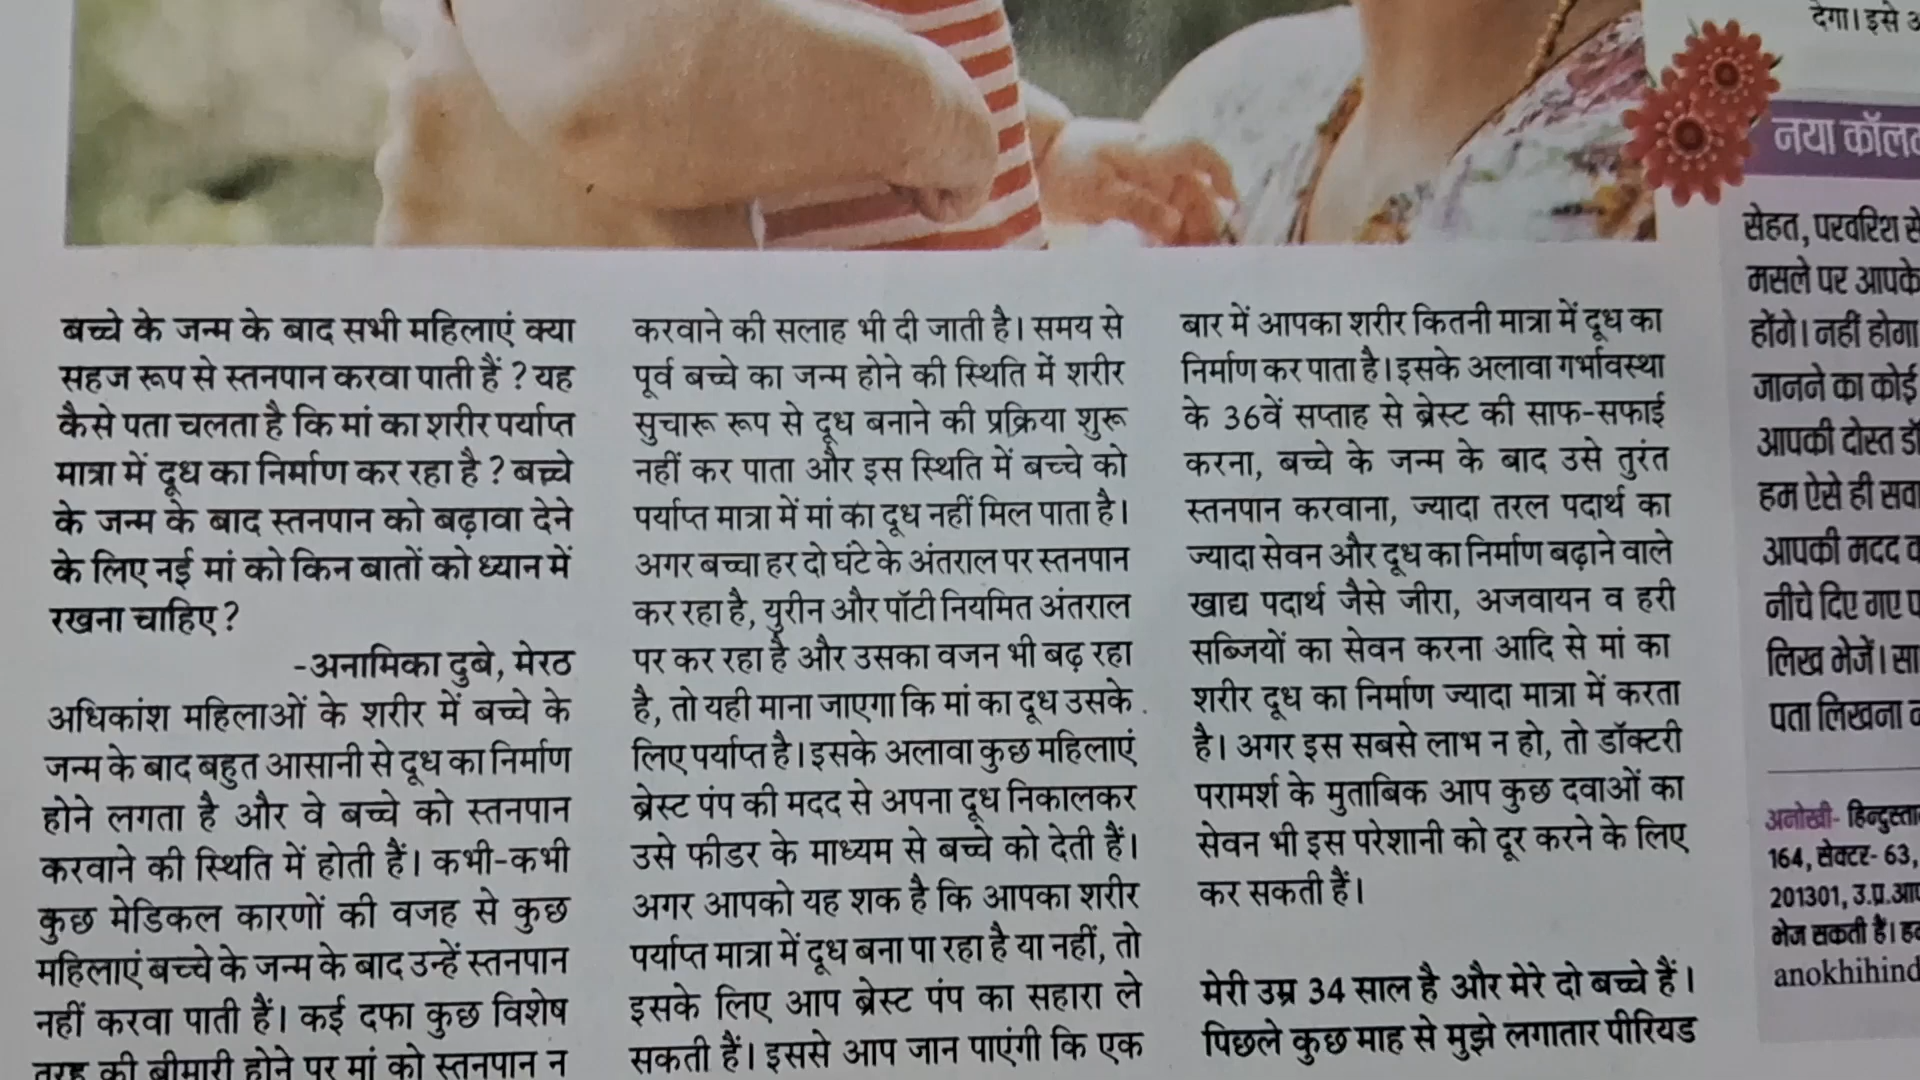 बच्चे के जन्म के बाद सभी महिलाएं क्या
सहज रूप से स्तनपान करवा पाती हैं ? यह
कैसे पता चलता है कि मां का शरीर पर्याप्त
मात्रा में दूध का निर्माण कर रहा है ? बच्चे
के जन्म के बाद स्तनपान को बढ़ावा देने
के लिए नई मां को किन बातों को ध्यान में
रखना चाहिए ?
-अनामिका दुबे, मेरठ
अधिकांश महिलाओं के शरीर में बच्चे के
जन्म के बाद बहुत आसानी से दूध का निर्माण
होने लगता है और वे बच्चे को स्तनपान
करवाने की स्थिति में होती हैं। कभी-कभी
कुछ मेडिकल कारणों की वजह से कुछ
महिलाएं बच्चे के जन्म के बाद उन्हें स्तनपान
नहीं करवा पाती हैं। कई दफा कुछ विशेष
तरह की बीमारी होने पर मां को स्तनपान न
करवाने की सलाह भी दी जाती है। समय से
पूर्व बच्चे का जन्म होने की स्थिति में शरीर
सुचारू रूप से दूध बनाने की प्रक्रिया शुरू
नहीं कर पाता और इस स्थिति में बच्चे को
पर्याप्त मात्रा में मां का दूध नहीं मिल पाता है।
अगर बच्चा हर दो घंटे के अंतराल पर स्तनपान
कर रहा है, युरीन और पॉटी नियमित अंतराल
पर कर रहा है और उसका वजन भी बढ़ रहा
है, तो यही माना जाएगा कि मां का दूध उसके
लिए पर्याप्त है। इसके अलावा कुछ महिलाएं
ब्रेस्ट पंप की मदद से अपना दूध निकालकर
उसे फीडर के माध्यम से बच्चे को देती हैं।
अगर आपको यह शक है कि आपका शरीर
पर्याप्त मात्रा में दूध बना पा रहा है या नहीं, तो
इसके लिए आप ब्रेस्ट पंप का सहारा ले
सकती हैं। इससे आप जान पाएंगी कि एक
बार में आपका शरीर कितनी मात्रा में दूध का
निर्माण कर पाता है। इसके अलावा गर्भावस्था
के 36वें सप्ताह से ब्रेस्ट की साफ-सफाई
करना, बच्चे के जन्म के बाद उसे तुरंत
स्तनपान करवाना, ज्यादा तरल पदार्थ का
ज्यादा सेवन और दूध का निर्माण बढ़ाने वाले
खाद्य पदार्थ जैसे जीरा, अजवायन व हरी
सब्जियों का सेवन करना आदि से मां का
शरीर दूध का निर्माण ज्यादा मात्रा में करता
है। अगर इस सबसे लाभ न हो, तो डॉक्टरी
परामर्श के मुताबिक आप कुछ दवाओं का
सेवन भी इस परेशानी को दूर करने के लिए
कर सकती हैं।
मेरी उम्र 34 साल है और मेरे दो बच्चे हैं।
पिछले कुछ माह से मुझे लगातार पीरियड
देगा। इसे
नया
सेहत, परवरिश से
मसले पर आपके
होंगे। नहीं होगा
जानने का कोई
आपकी दोस्त
हम ऐसे ही
आपकी मदद
नीचे दिए गए
लिख भेजें।
पता लिखना
अनोखी-
164, सेक्टर- 63,
201301, उ.प्र.
भेज सकती हैं।